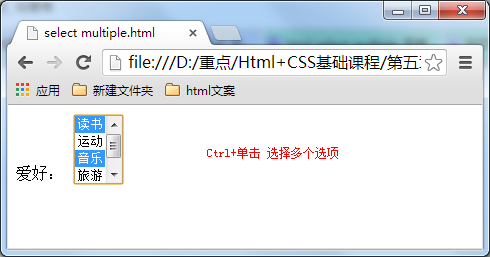 select multiple.html
file:///D:/重点/Html+CSS基础课程/第五
应用 新建文件夹 html文案
读书
运动
音乐
旅游
爱好：
Ctrl+单击 选择多个选项